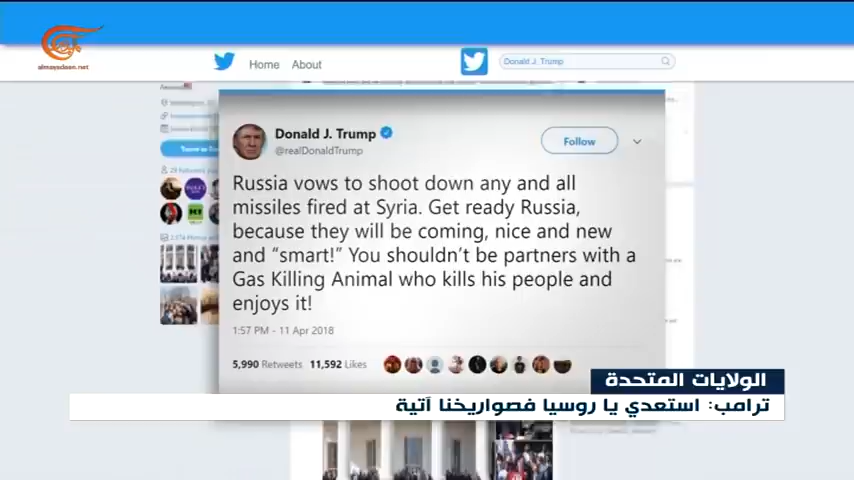 almayadeen.net
Home About
Donald J. Trump
Donald J. Trump
@realDonaldTrump
Follow
Russia vows to shoot down any and all
missiles fired at Syria. Get ready Russia,
because they will be coming, nice and new
and “smart!” You shouldn’t be partners with a
Gas Killing Animal who kills his people and
enjoys it!
1:57 PM - 11 Apr 2018
5,990 Retweets 11,592 Likes
RT
الولايات المتحدة
ترامب: استعدي يا روسيا فصواريخنا آتية